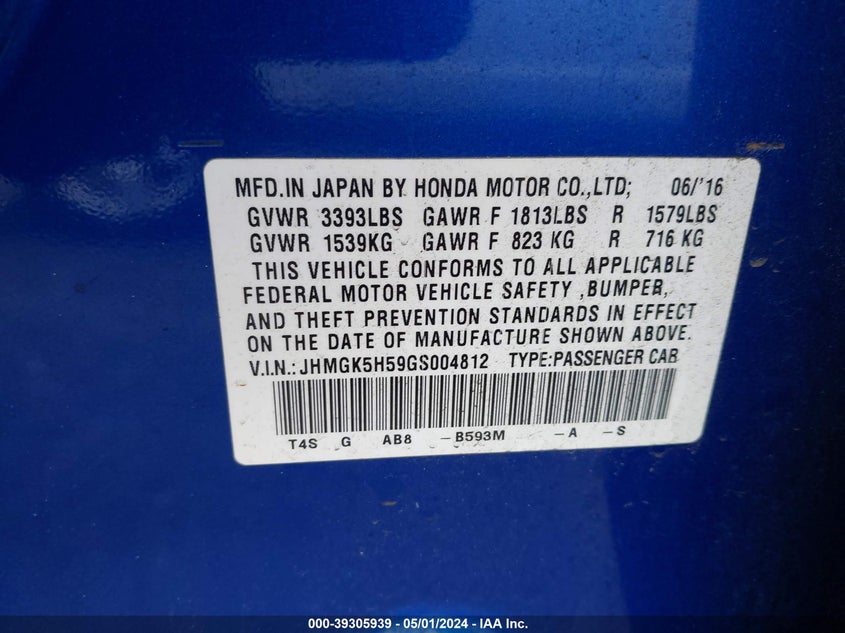 MFD.IN JAPAN BY HONDA MOTOR CO.,LTD; 06/'16
GVWR 3393LBS GAWR F 1813LBS R 1579LBS
GVWR 1539KG GAWR F 823 KG R 716 KG
THIS VEHICLE CONFORMS TO ALL APPLICABLE
FEDERAL MOTOR VEHICLE SAFETY ,BUMPER,
AND THEFT PREVENTION STANDARDS IN EFFECT
ON THE DATE OF MANUFACTURE SHOWN ABOVE.
V.I.N.: JHMGK5H59GS004812 TYPE:PASSENGER CAR
T4S G AB8 -B593M -A -S
000-39305939 - 05/01/2024 - IAA Inc.